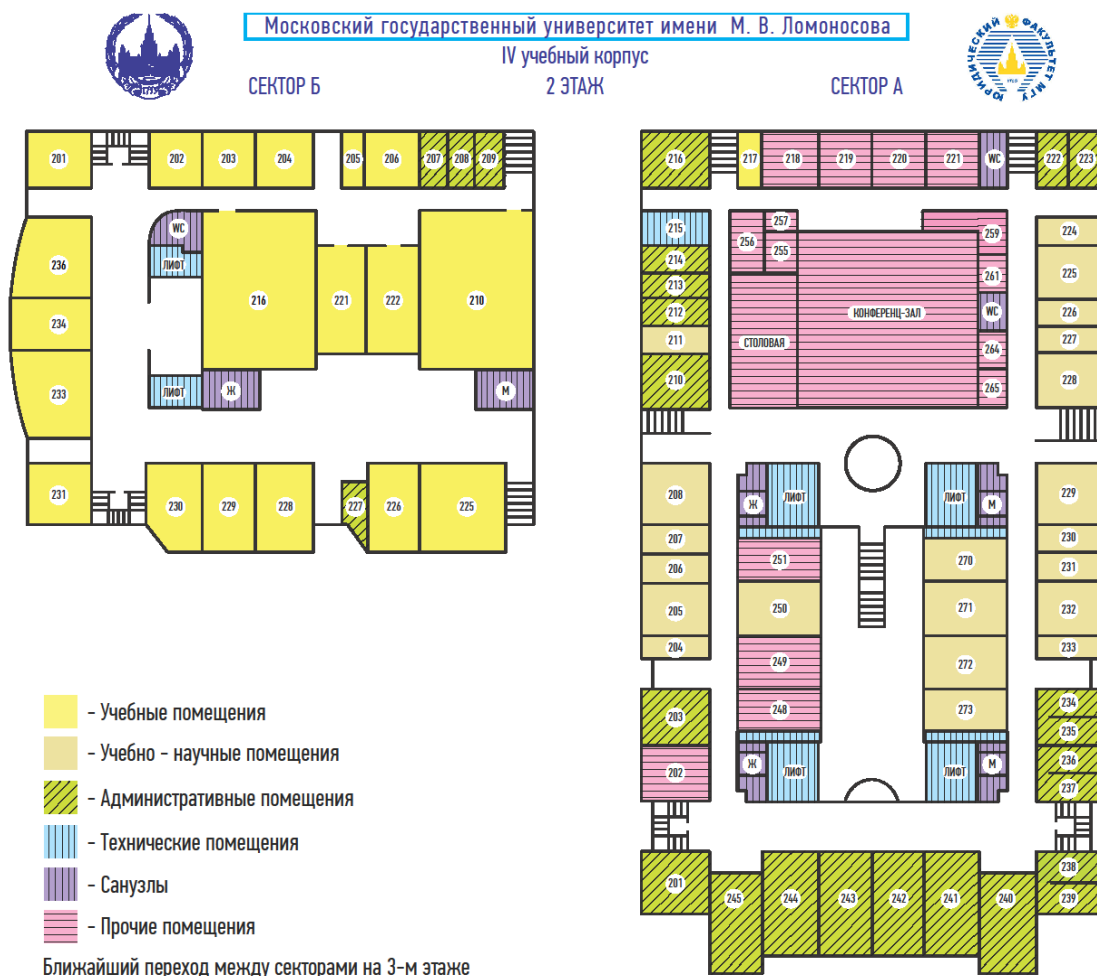 Московский государственный университет имени М. В. Ломоносова
IV учебный корпус
СЕКТОР Б
2 ЭТАЖ
СЕКТОР А
ЮРИДИЧЕСКИЙ ФАКУЛЬТЕТ МГУ
201 202 203 204 205 206 207 208 209
WC
ЛИФТ
236
216 221 222 210
234
233
ЛИФТ Ж М
231 230 229 228 227 226 225
216 217 218 219 220 221 WC 222 223
215 256 257 259 224
214 255 261 225
213
212 КОНФЕРЕНЦ-ЗАЛ WC 226
211 СТОЛОВАЯ 264 227
210 265 228
208 Ж ЛИФТ ЛИФТ М 229
207 230
206 251 270 231
205 250 271 232
204 249 272 233
203 248 273 234
235
202 Ж ЛИФТ ЛИФТ М 236
237
201 245 244 243 242 241 240 238
239
- Учебные помещения
- Учебно - научные помещения
- Административные помещения
- Технические помещения
- Санузлы
- Прочие помещения
Ближайший переход между секторами на 3-м этаже